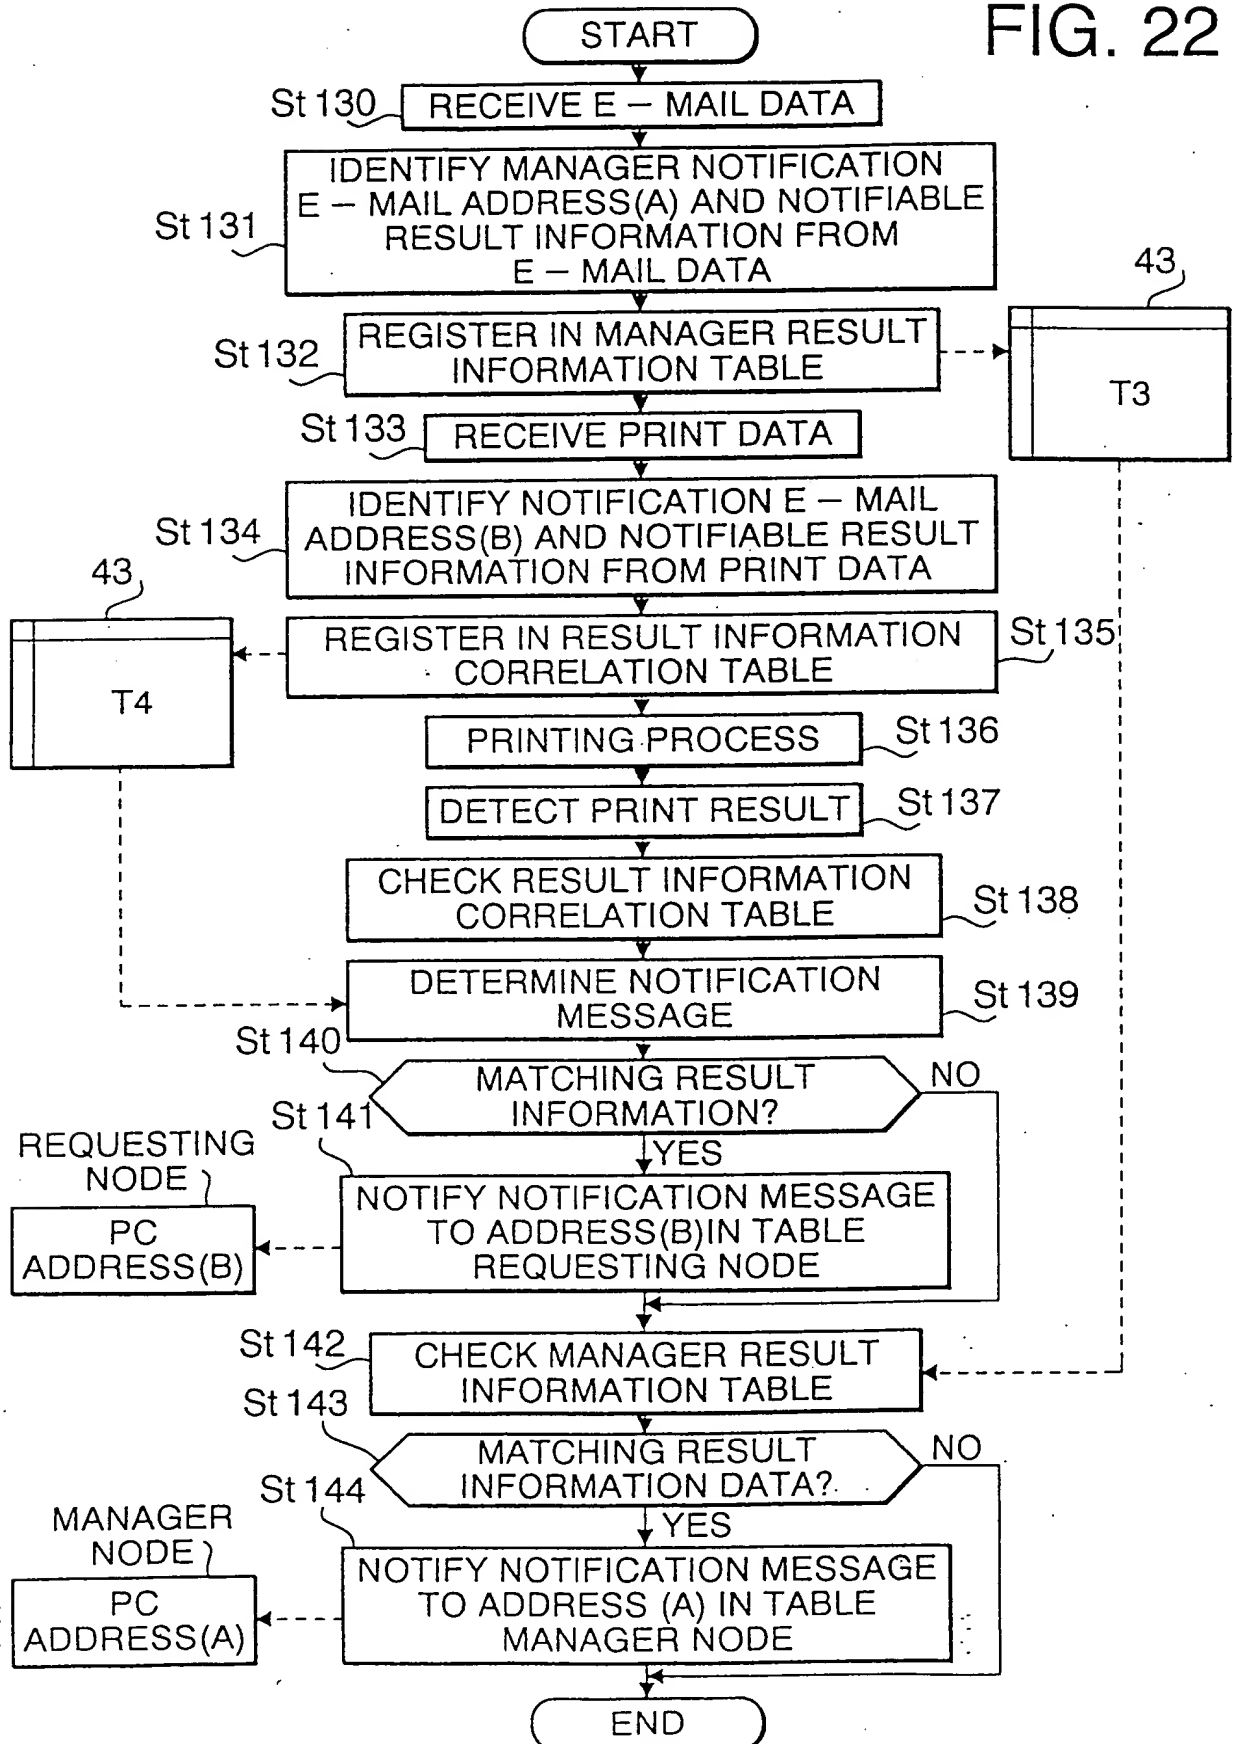 FIG. 22
START
St 130
RECEIVE E – MAIL DATA
St 131
IDENTIFY MANAGER NOTIFICATION
E – MAIL ADDRESS(A) AND NOTIFIABLE
RESULT INFORMATION FROM
E – MAIL DATA
43
St 132
REGISTER IN MANAGER RESULT
INFORMATION TABLE
T3
St 133
RECEIVE PRINT DATA
St 134
IDENTIFY NOTIFICATION E – MAIL
ADDRESS(B) AND NOTIFIABLE RESULT
INFORMATION FROM PRINT DATA
43
T4
REGISTER IN RESULT INFORMATION
CORRELATION TABLE
St 135
PRINTING PROCESS
St 136
DETECT PRINT RESULT
St 137
CHECK RESULT INFORMATION
CORRELATION TABLE
St 138
DETERMINE NOTIFICATION
MESSAGE
St 139
St 140
MATCHING RESULT
INFORMATION?
NO
YES
St 141
REQUESTING
NODE
PC
ADDRESS(B)
NOTIFY NOTIFICATION MESSAGE
TO ADDRESS(B)IN TABLE
REQUESTING NODE
St 142
CHECK MANAGER RESULT
INFORMATION TABLE
St 143
MATCHING RESULT
INFORMATION DATA?
NO
YES
St 144
MANAGER
NODE
PC
ADDRESS(A)
NOTIFY NOTIFICATION MESSAGE
TO ADDRESS (A) IN TABLE
MANAGER NODE
END